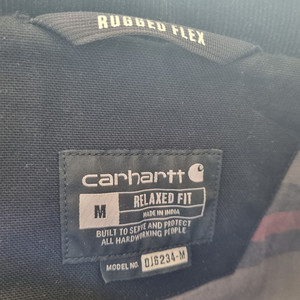 RUGGED FLEX
carhartt
M
RELAXED FIT
MADE IN INDIA
BUILT TO SERVE AND PROTECT
ALL HARDWORKING PEOPLE
MODEL NO. OJ6234-M